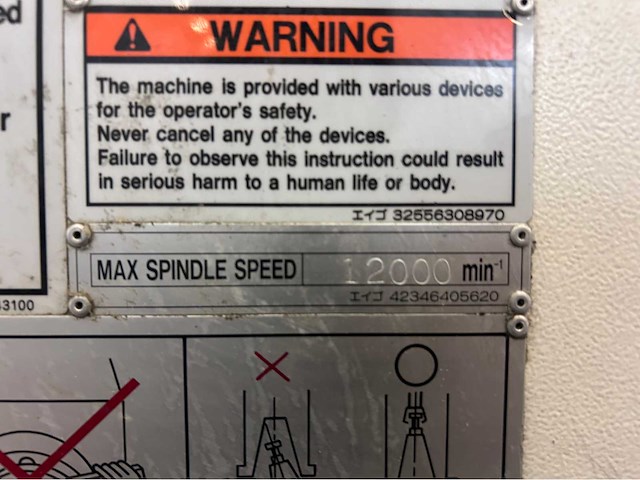 ed
r
43100
WARNING
The machine is provided with various devices
for the operator's safety.
Never cancel any of the devices.
Failure to observe this instruction could result
in serious harm to a human life or body.
エイゴ 32556308970
MAX SPINDLE SPEED 12000 min⁻¹
エイゴ 42346405620